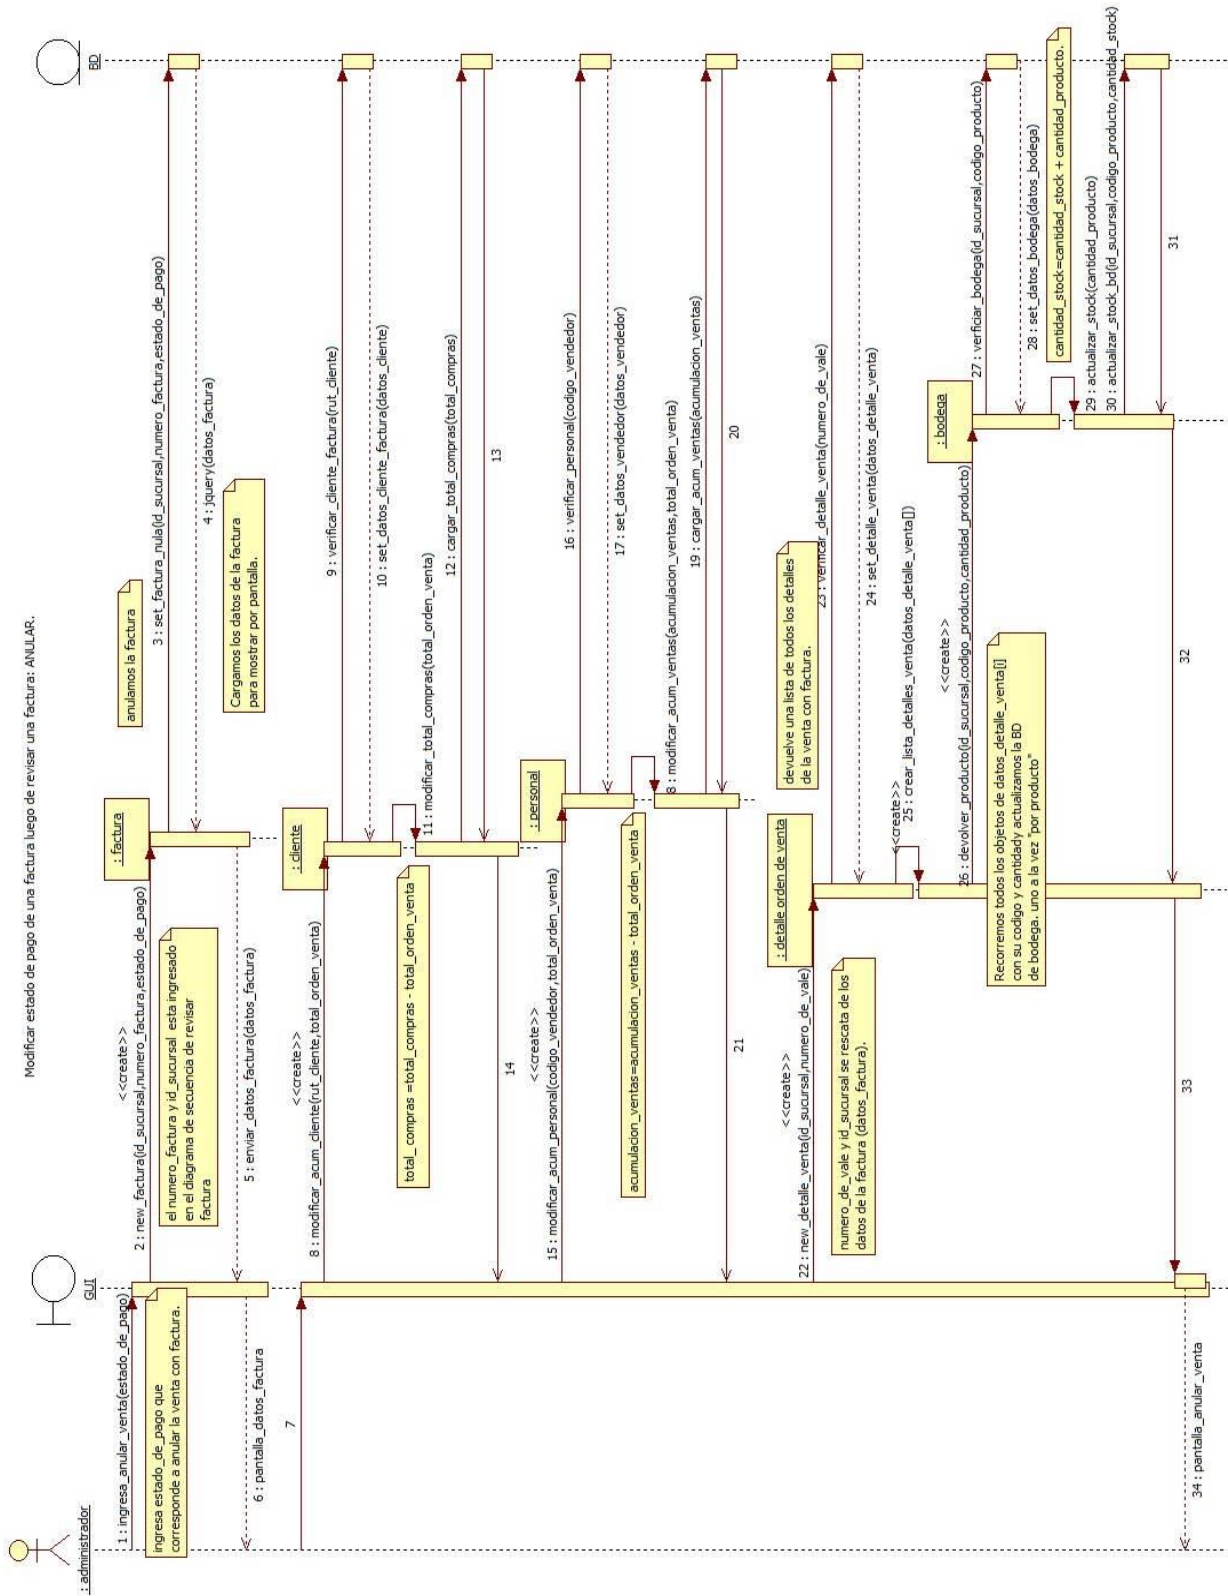 Modificar estado de pago de una factura luego de revisar una factura: ANULAR.
: administrador
GUI
BD
1 : ingresa_anular_venta(estado_de_pago)
ingresa estado_de_pago que
corresponde a anular la venta con factura.
<<create>>
2 : new_factura(id_sucursal,numero_factura,estado_de_pago)
: factura
el numero_factura y id_sucursal esta ingresado
en el diagrama de secuencia de revisar
factura
anulamos la factura
3 : set_factura_nula(id_sucursal,numero_factura,estado_de_pago)
4 : jquery(datos_factura)
Cargamos los datos de la factura
para mostrar por pantalla.
5 : enviar_datos_factura(datos_factura)
6 : pantalla_datos_factura
7
<<create>>
8 : modificar_acum_cliente(rut_cliente,total_orden_venta)
: cliente
9 : verificar_cliente_factura(rut_cliente)
10 : set_datos_cliente_factura(datos_cliente)
11 : modificar_total_compras(total_orden_venta)
total_compras =total_compras - total_orden_venta
12 : cargar_total_compras(total_compras)
13
14
<<create>>
15 : modificar_acum_personal(codigo_vendedor,total_orden_venta)
: personal
16 : verificar_personal(codigo_vendedor)
17 : set_datos_vendedor(datos_vendedor)
8 : modificar_acum_ventas(acumulacion_ventas,total_orden_venta)
acumulacion_ventas=acumulacion_ventas - total_orden_venta
19 : cargar_acum_ventas(acumulacion_ventas)
20
21
<<create>>
22 : new_detalle_venta(id_sucursal,numero_de_vale)
: detalle orden de venta
numero_de_vale y id_sucursal se rescata de los
datos de la factura (datos_factura).
devuelve una lista de todos los detalles
de la venta con factura.
23 : verificar_detalle_venta(numero_de_vale)
24 : set_detalle_venta(datos_detalle_venta)
<<create>>
25 : crear_lista_detalles_venta(datos_detalle_venta[])
<<create>>
26 : devolver_producto(id_sucursal,codigo_producto,cantidad_producto)
: bodega
Recorremos todos los objetos de datos_detalle_venta[i]
con su codigo y cantidady actualizamos la BD
de bodega. uno a la vez "por producto"
27 : verficiar_bodega(id_sucursal,codigo_producto)
28 : set_datos_bodega(datos_bodega)
cantidad_stock=cantidad_stock + cantidad_producto.
29 : actualizar_stock(cantidad_producto)
30 : actualizar_stock_bd(id_sucursal,codigo_producto,cantidad_stock)
31
32
33
34 : pantalla_anular_venta